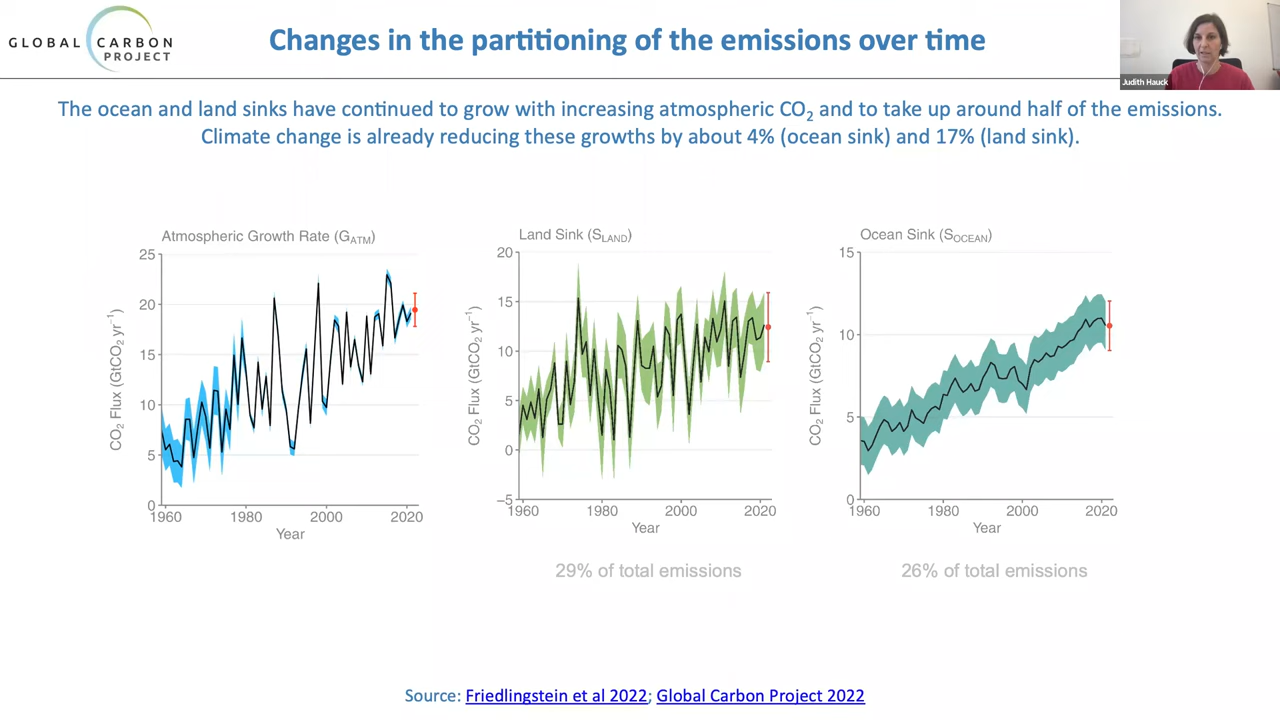 GLOBAL CARBON
PROJECT
Changes in the partitioning of the emissions over time
Judith Hauck
The ocean and land sinks have continued to grow with increasing atmospheric CO₂ and to take up around half of the emissions.
Climate change is already reducing these growths by about 4% (ocean sink) and 17% (land sink).
Atmospheric Growth Rate (G_ATM)
CO₂ Flux (GtCO₂ yr⁻¹)
25
20
15
10
5
0
1960 1980 2000 2020
Year
Land Sink (S_LAND)
CO₂ Flux (GtCO₂ yr⁻¹)
20
15
10
5
0
−5
1960 1980 2000 2020
Year
29% of total emissions
Ocean Sink (S_OCEAN)
CO₂ Flux (GtCO₂ yr⁻¹)
15
10
5
0
1960 1980 2000 2020
Year
26% of total emissions
Source: Friedlingstein et al 2022; Global Carbon Project 2022